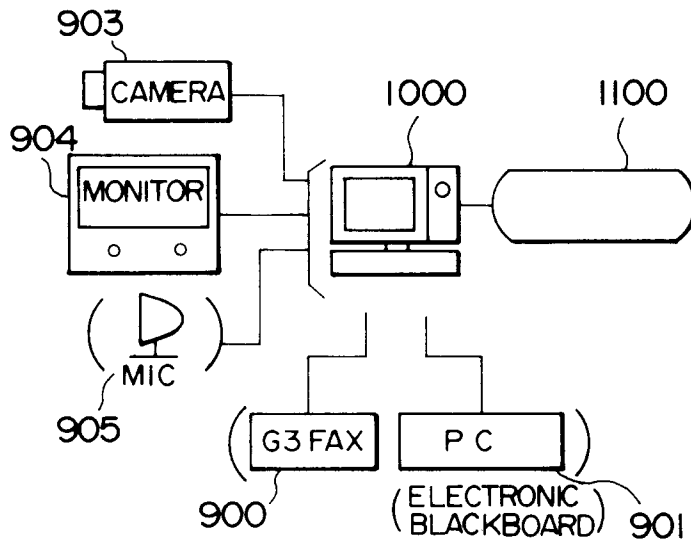 903
CAMERA
904
MONITOR
1000
1100
MIC
905
G3 FAX
PC
900
(ELECTRONIC
BLACKBOARD)
901